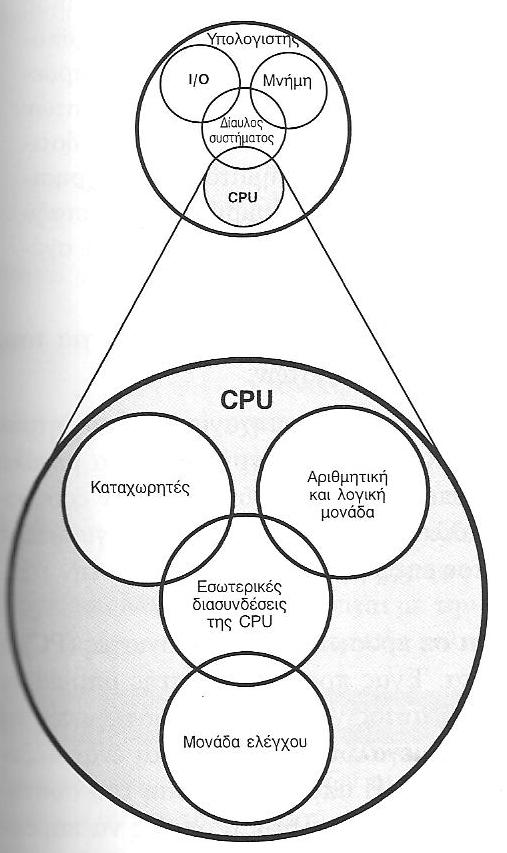 Υπολογιστής
I/O
Μνήμη
Δίαυλος
συστήματος
CPU
CPU
Καταχωρητές
Αριθμητική
και λογική
μονάδα
Εσωτερικές
διασυνδέσεις
της CPU
Μονάδα ελέγχου